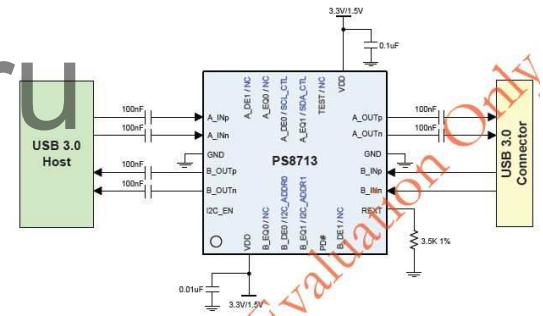 3.3V/1.5V
0.1uF
ru
A_DE1 / NC
A_EQ0 / NC
A_DE0 / SCL_CTL
A_EQ1 / SDA_CTL
TEST / NC
VDD
100nF
A_INp
A_OUTp
100nF
100nF
A_INn
A_OUTn
100nF
USB 3.0
Host
GND
PS8713
GND
USB 3.0
Connector
100nF
B_OUTp
B_INp
100nF
B_OUTn
B_INn
I2C_EN
REXT
VDD
B_EQ0 / NC
B_DE0 / I2C_ADDR0
B_EQ1 / I2C_ADDR1
PD#
B_DE1 / NC
3.5K 1%
0.01uF
3.3V/1.5V
Evaluation Only